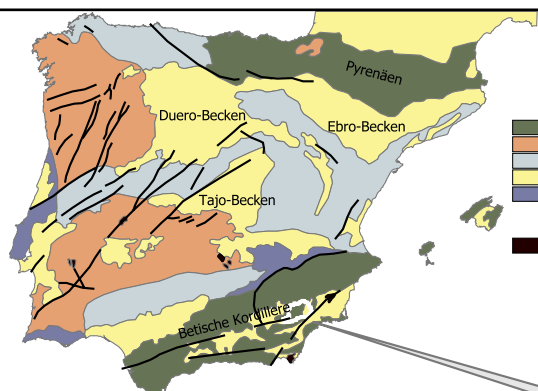 Pyrenäen
Duero-Becken
Ebro-Becken
Tajo-Becken
Betische Kordillere